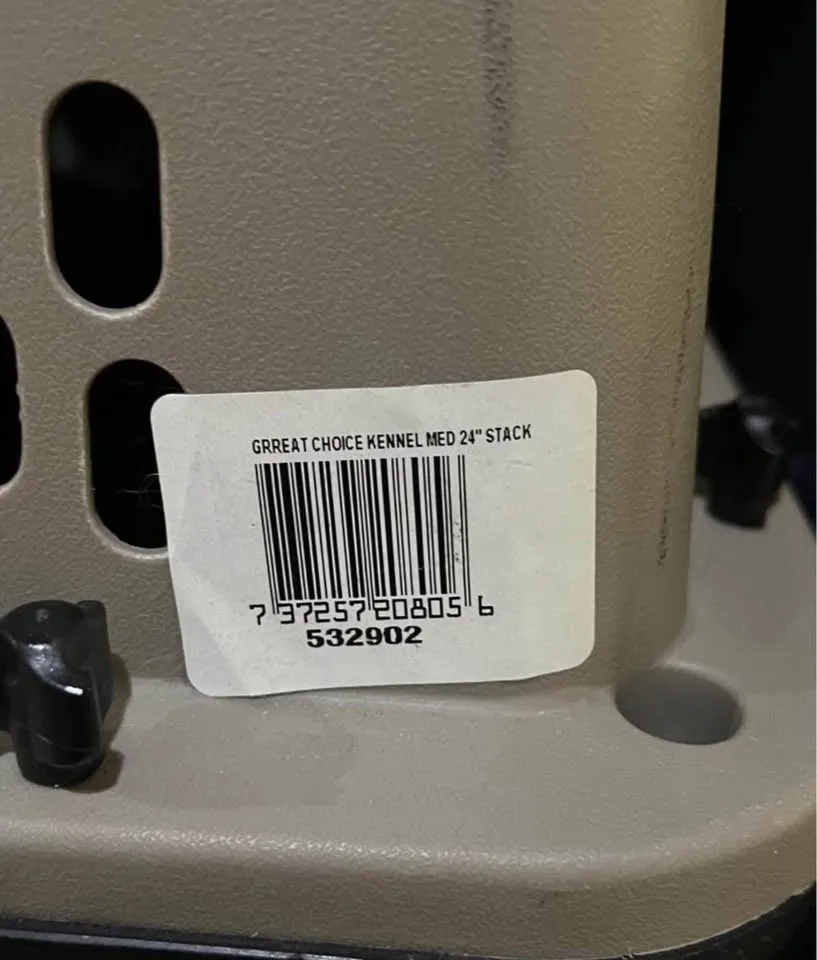 GRREAT CHOICE KENNEL MED 24" STACK
7 37257 20805 6
532902